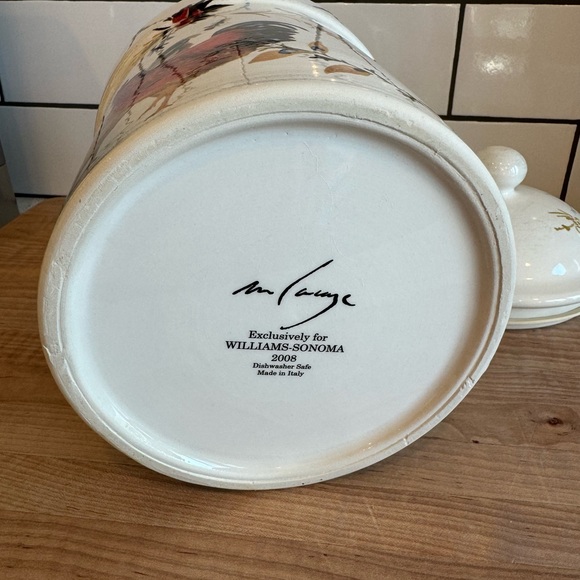 Exclusively for
WILLIAMS-SONOMA
2008
Dishwasher Safe
Made in Italy